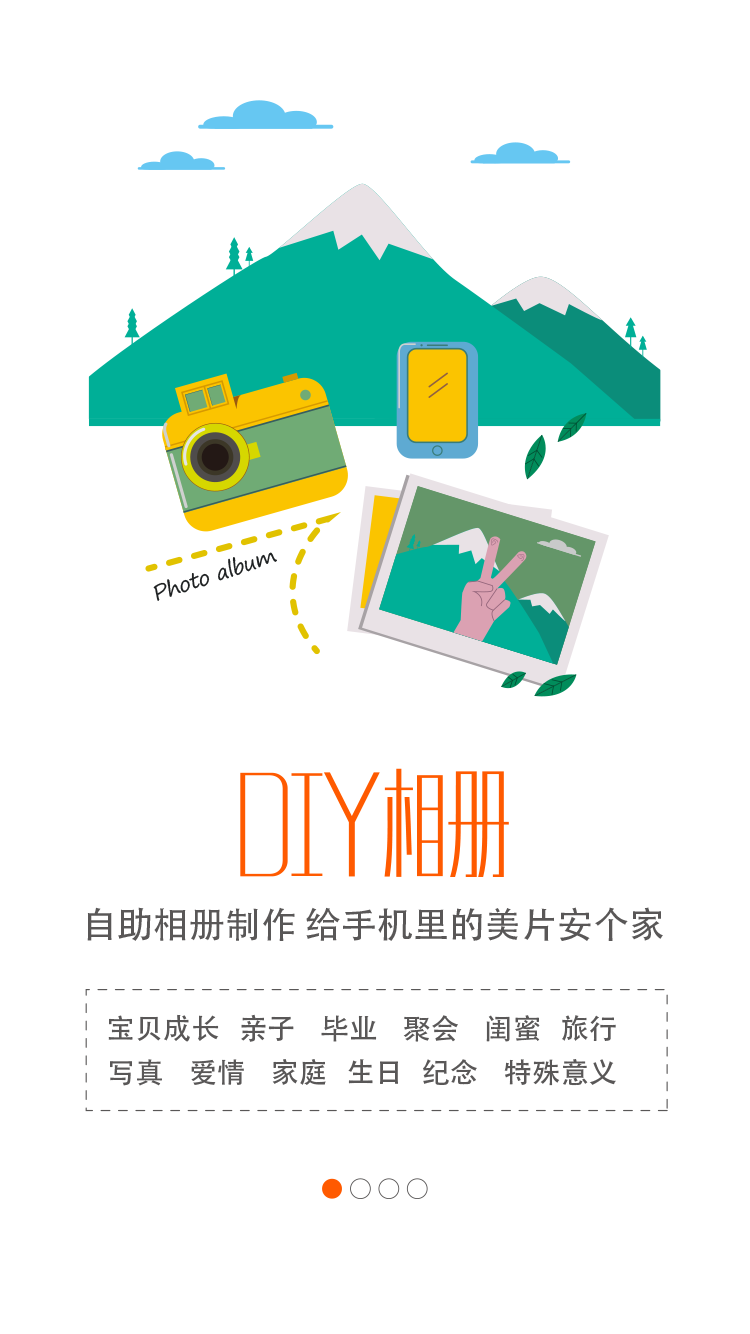 Photo album
DIY相册
自助相册制作 给手机里的美片安个家
宝贝成长 亲子 毕业 聚会 闺蜜 旅行
写真 爱情 家庭 生日 纪念 特殊意义